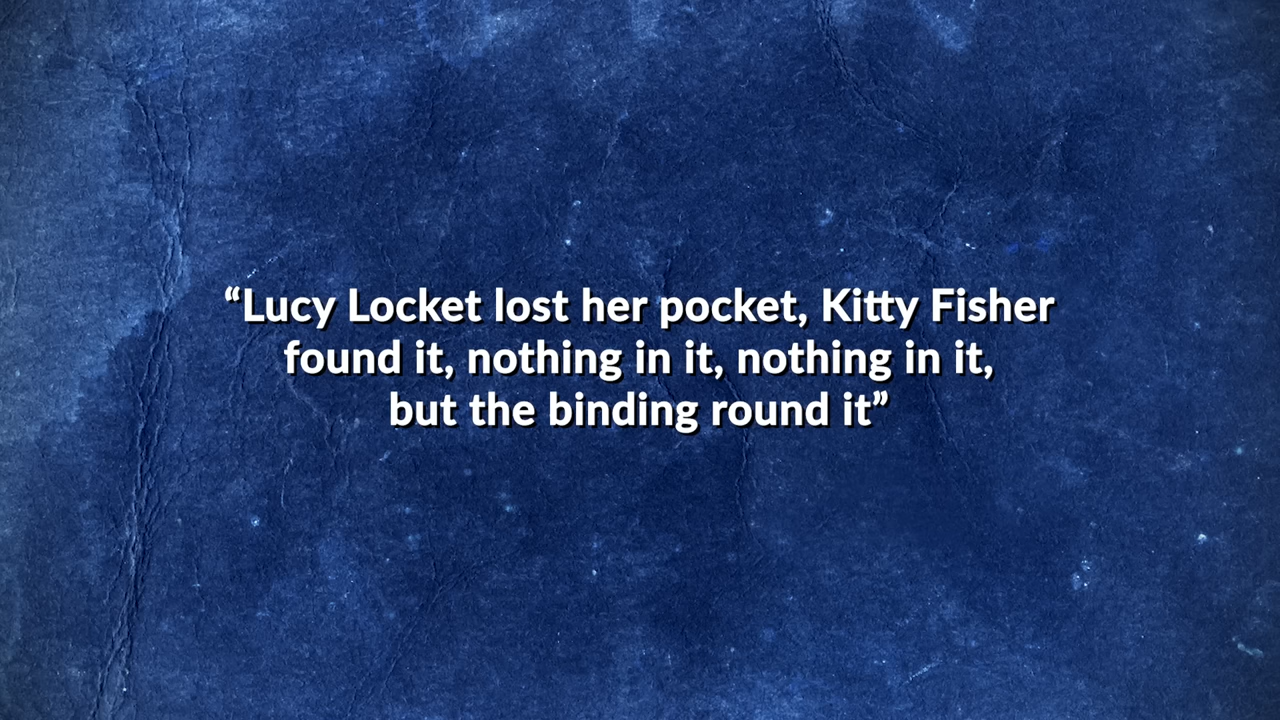 “Lucy Locket lost her pocket, Kitty Fisher
found it, nothing in it, nothing in it,
but the binding round it”